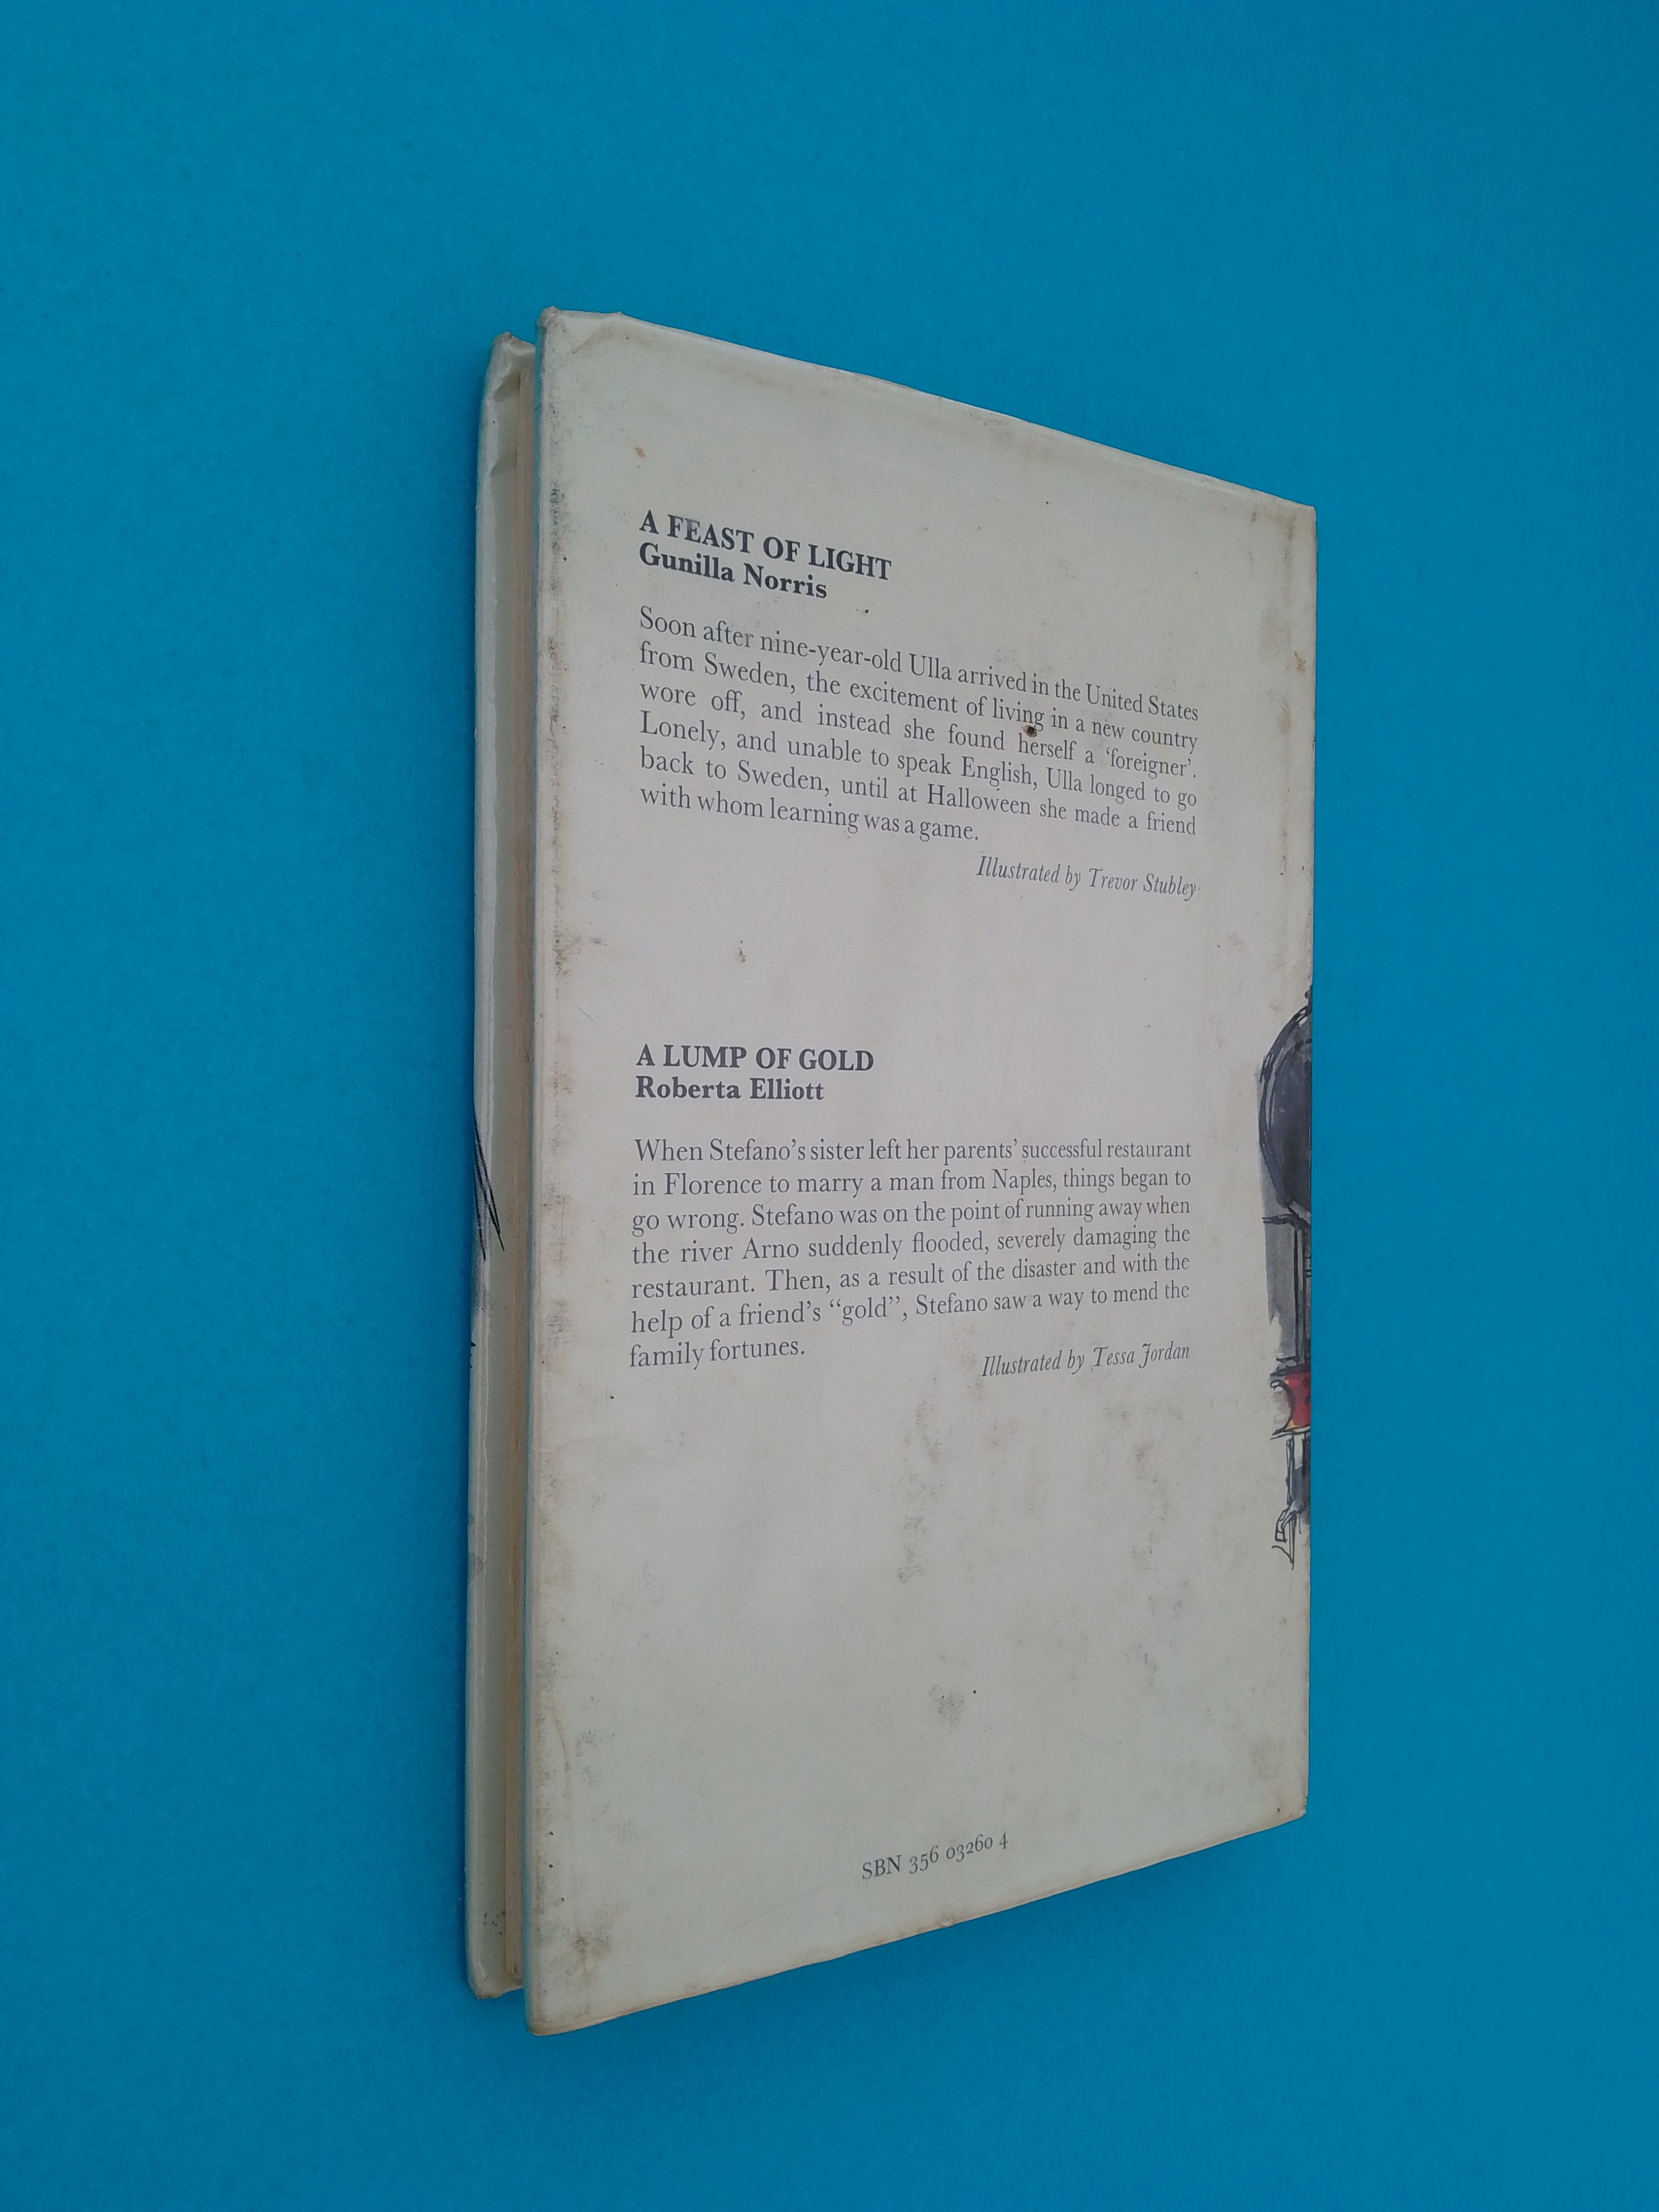 A FEAST OF LIGHT
Gunilla Norris
Soon after nine-year-old Ulla arrived in the United States
from Sweden, the excitement of living in a new country
wore off, and instead she found herself a ‘foreigner’.
Lonely, and unable to speak English, Ulla longed to go
back to Sweden, until at Halloween she made a friend
with whom learning was a game.
Illustrated by Trevor Stubley
A LUMP OF GOLD
Roberta Elliott
When Stefano’s sister left her parents’ successful restaurant
in Florence to marry a man from Naples, things began to
go wrong. Stefano was on the point of running away when
the river Arno suddenly flooded, severely damaging the
restaurant. Then, as a result of the disaster and with the
help of a friend’s “gold”, Stefano saw a way to mend the
family fortunes.
Illustrated by Tessa Jordan
SBN 356 03260 4